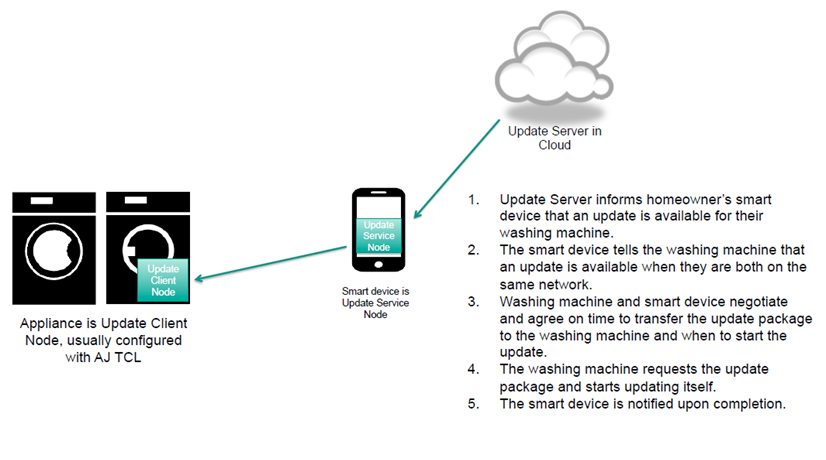 Update Server in
Cloud
Update
Service
Node
Update
Client
Node
Smart device is
Update Service
Node
Appliance is Update Client
Node, usually configured
with AJ TCL
1. Update Server informs homeowner's smart
device that an update is available for their
washing machine.
2. The smart device tells the washing machine that
an update is available when they are both on the
same network.
3. Washing machine and smart device negotiate
and agree on time to transfer the update package
to the washing machine and when to start the
update.
4. The washing machine requests the update
package and starts updating itself.
5. The smart device is notified upon completion.